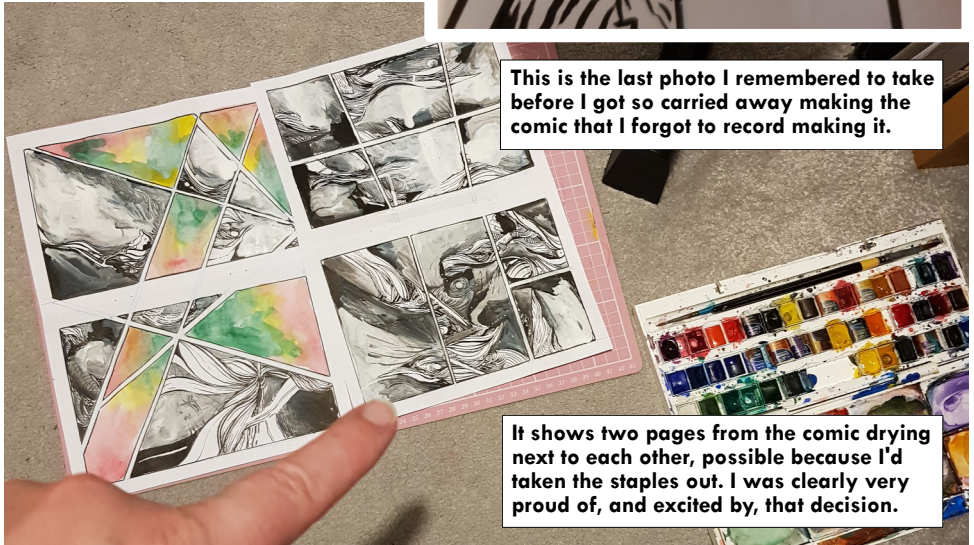 This is the last photo I remembered to take
before I got so carried away making the
comic that I forgot to record making it.
It shows two pages from the comic drying
next to each other, possible because I'd
taken the staples out. I was clearly very
proud of, and excited by, that decision.